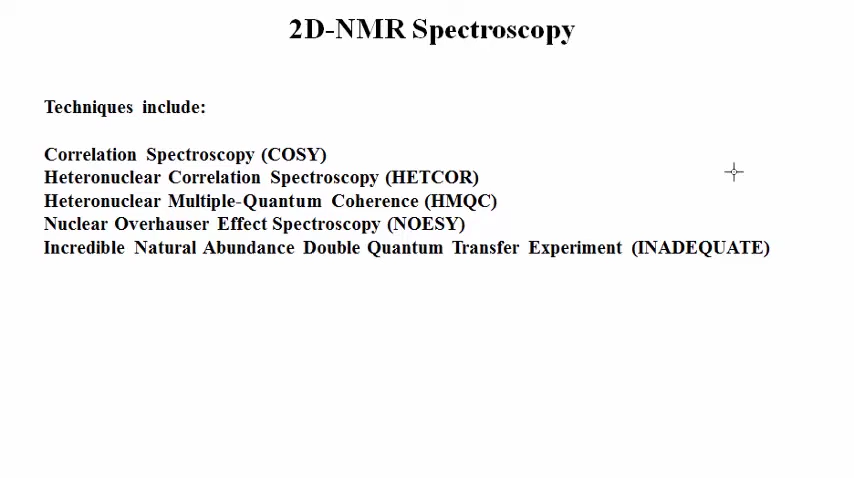 2D-NMR Spectroscopy
Techniques include:
Correlation Spectroscopy (COSY)
Heteronuclear Correlation Spectroscopy (HETCOR)
Heteronuclear Multiple-Quantum Coherence (HMQC)
Nuclear Overhauser Effect Spectroscopy (NOESY)
Incredible Natural Abundance Double Quantum Transfer Experiment (INADEQUATE)